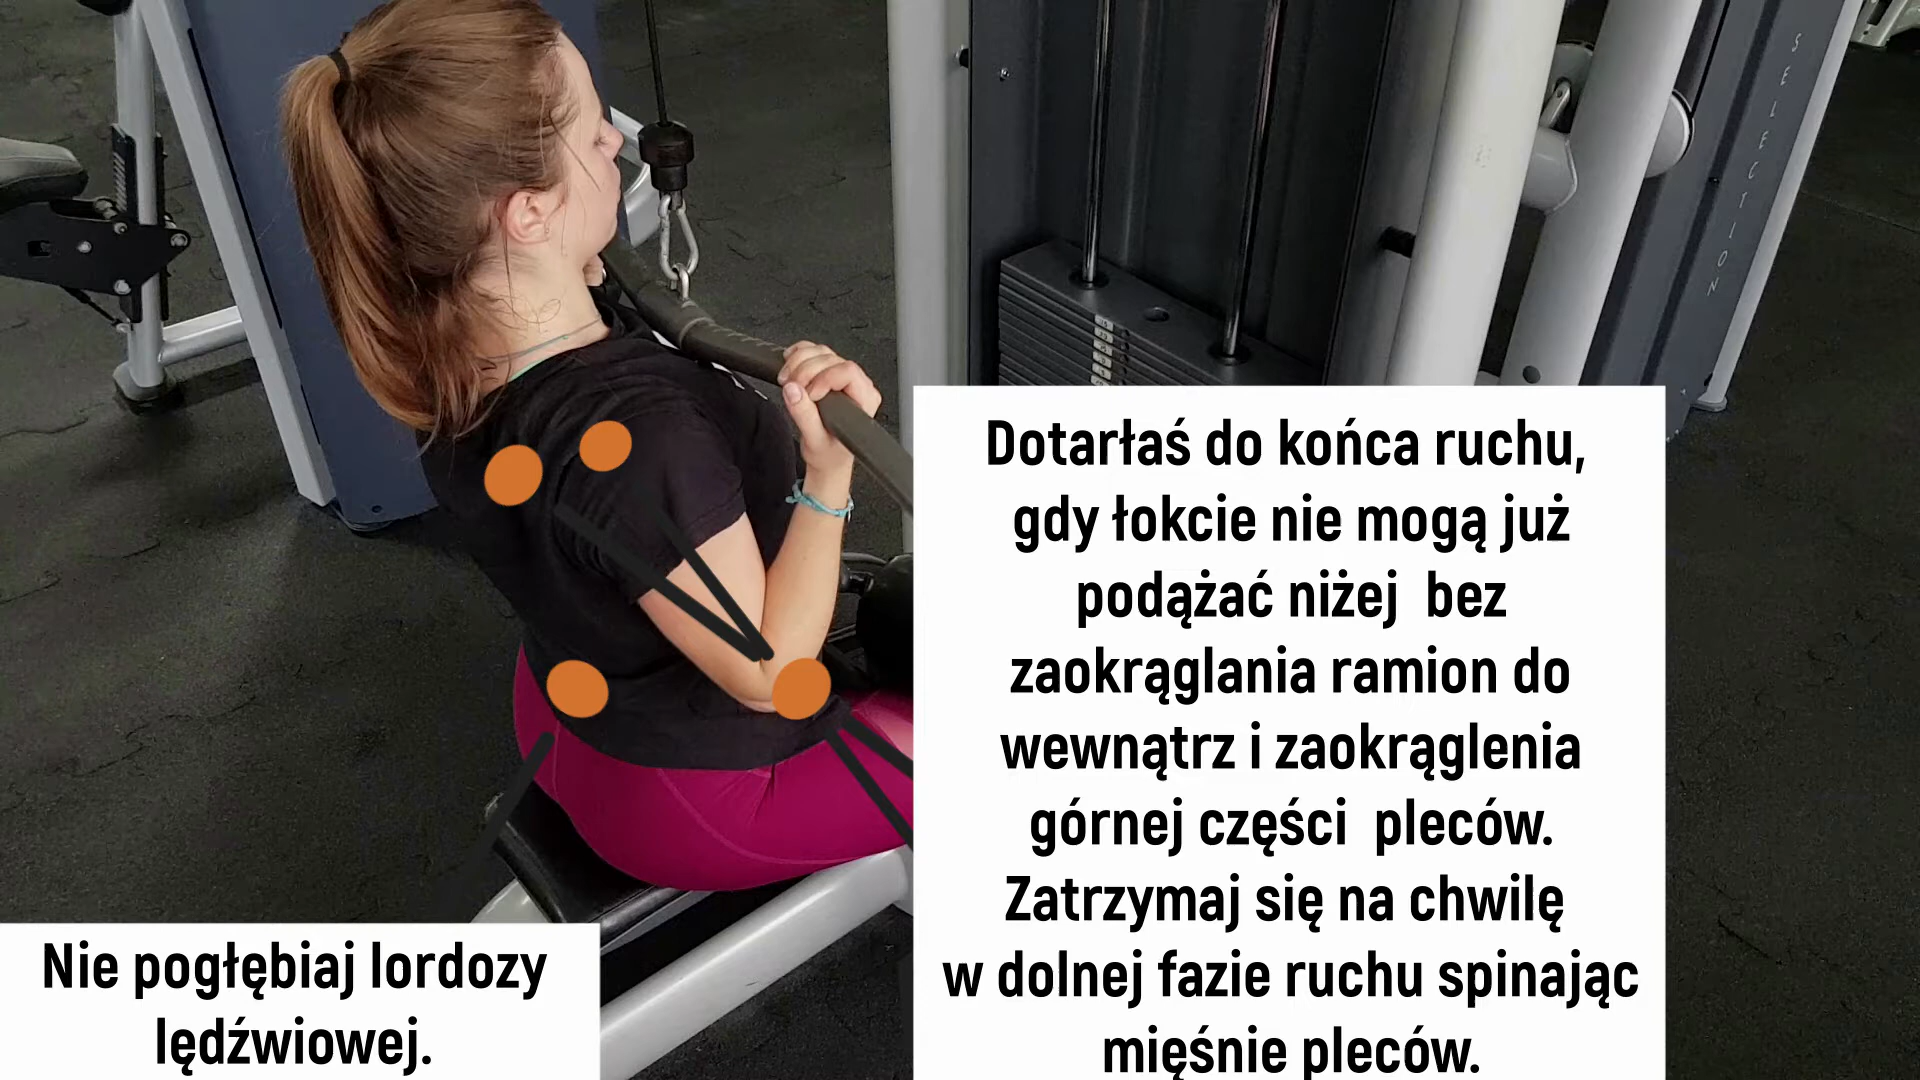 SELECTION
Dotarłaś do końca ruchu,
gdy łokcie nie mogą już
podążać niżej bez
zaokrąglania ramion do
wewnątrz i zaokrąglenia
górnej części pleców.
Zatrzymaj się na chwilę
w dolnej fazie ruchu spinając
mięśnie pleców.
Nie pogłębiaj lordozy
lędźwiowej.